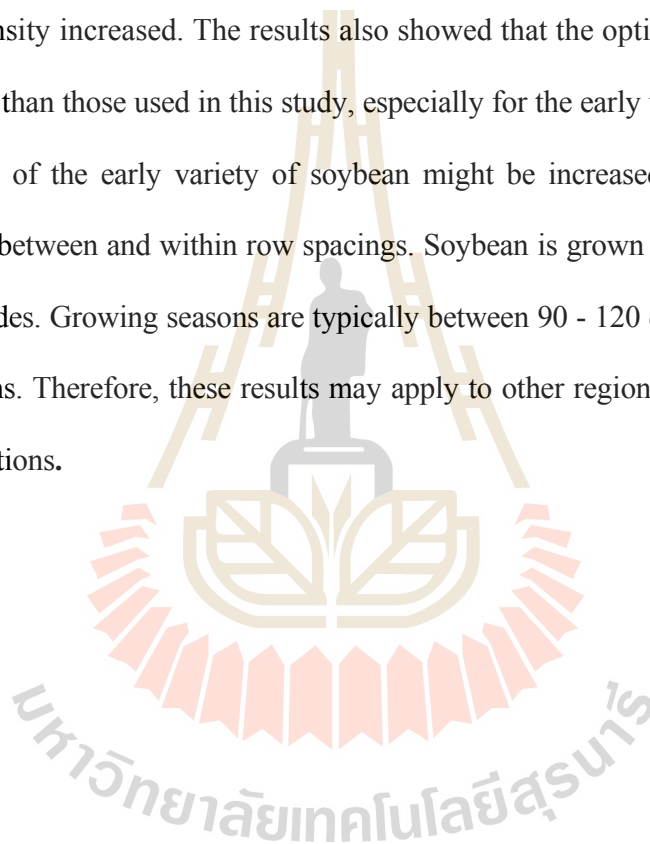 nsity increased. The results also showed that the opti
than those used in this study, especially for the early
of the early variety of soybean might be increased
between and within row spacings. Soybean is grown
des. Growing seasons are typically between 90 - 120
ns. Therefore, these results may apply to other region
tions.
มหาวิทยาลัยเทคโนโลยีสุรนารี